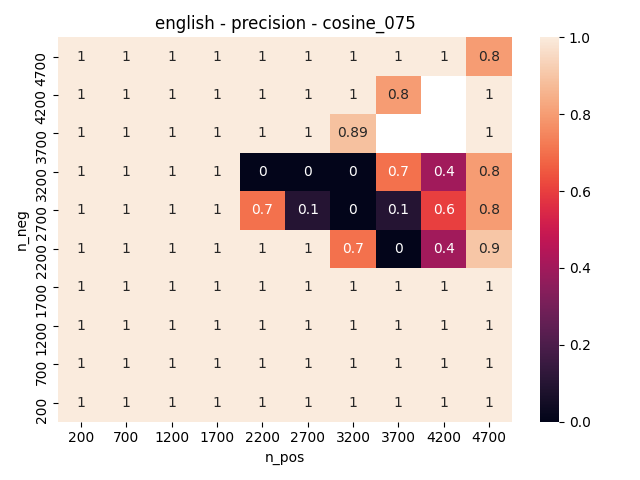 english - precision - cosine_075
4700 1 1 1 1 1 1 1 1 1 0.8
4200 1 1 1 1 1 1 1 0.8 1
3700 1 1 1 1 1 1 0.89 1
3200 1 1 1 1 0 0 0 0.7 0.4 0.8
2700 1 1 1 1 0.7 0.1 0 0.1 0.6 0.8
2200 1 1 1 1 1 1 0.7 0 0.4 0.9
1700 1 1 1 1 1 1 1 1 1 1
1200 1 1 1 1 1 1 1 1 1 1
700 1 1 1 1 1 1 1 1 1 1
200 1 1 1 1 1 1 1 1 1 1
200 700 1200 1700 2200 2700 3200 3700 4200 4700
n_pos
n_neg
1.0
0.8
0.6
0.4
0.2
0.0